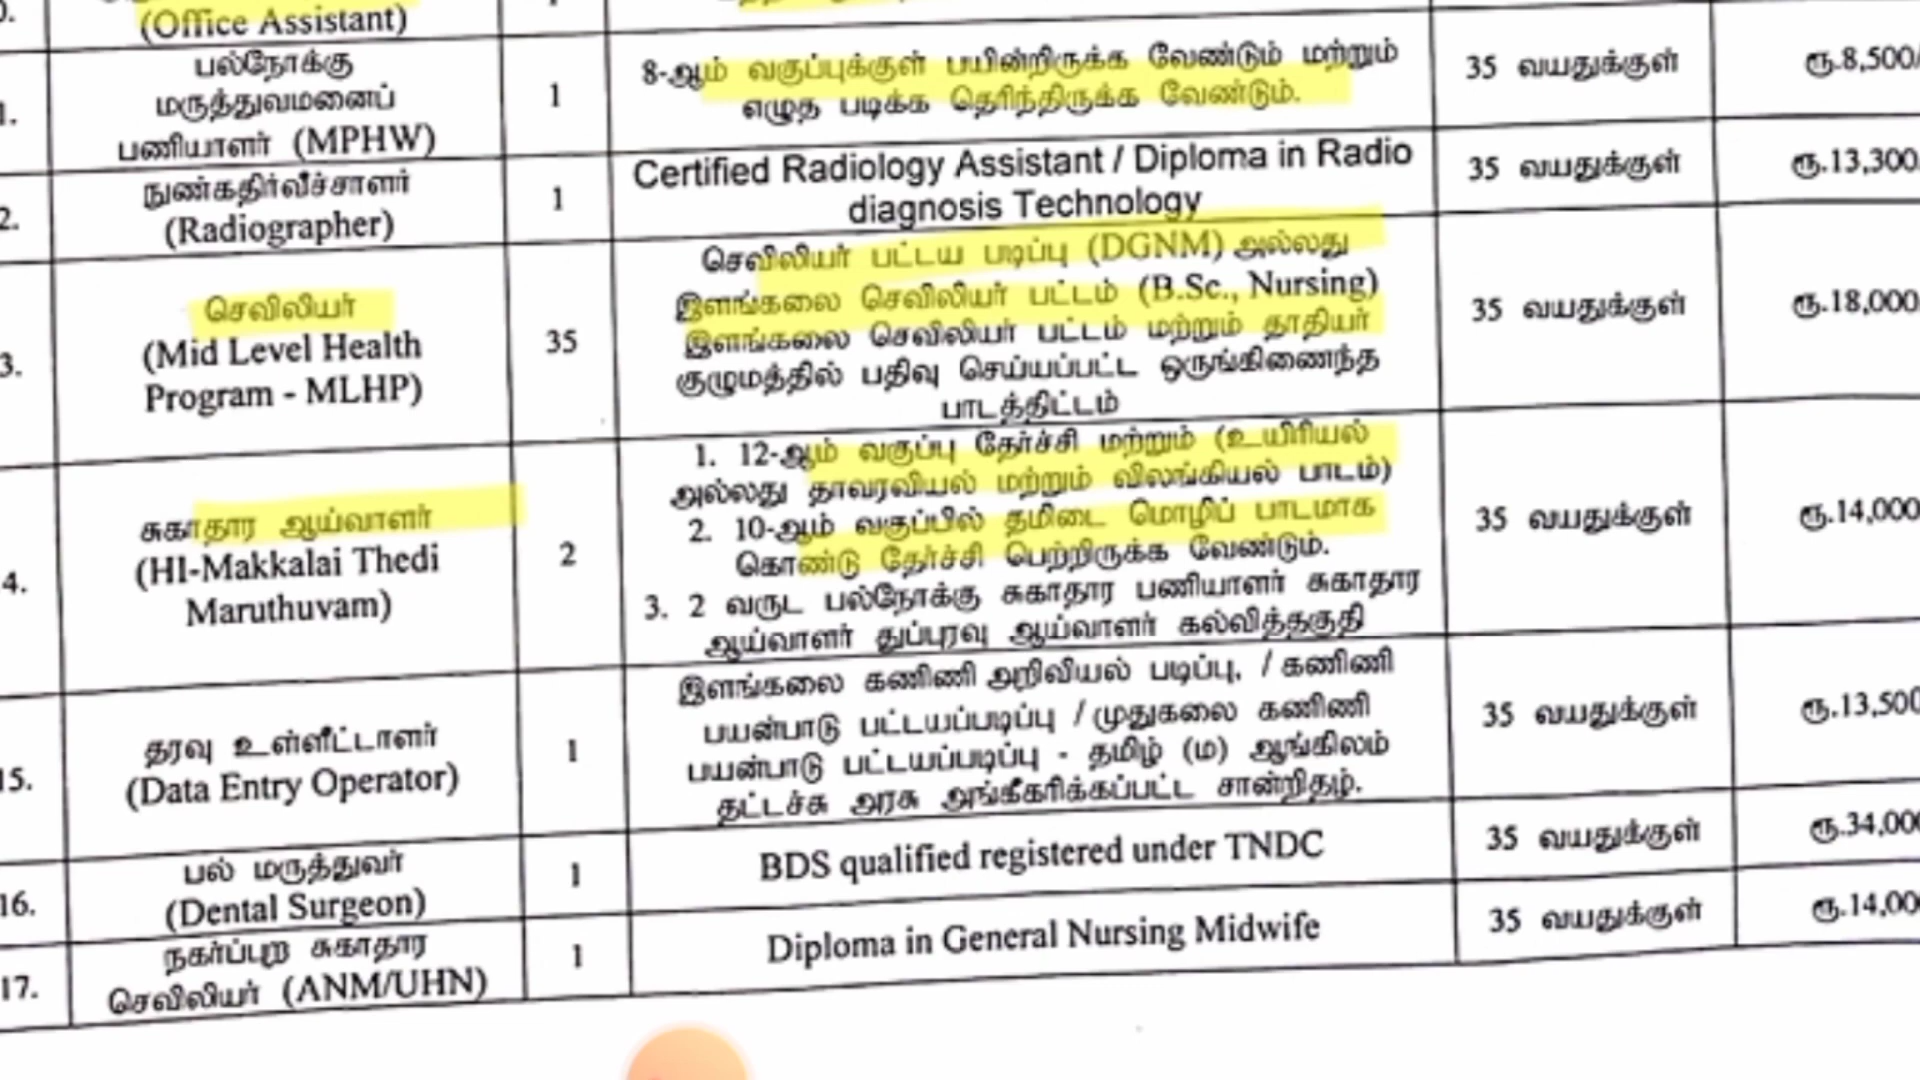 (Office Assistant)
1.
பல்நோக்கு
மருத்துவமனைப்
பணியாளர் (MPHW)
1
8-ஆம் வகுப்புக்குள் பயின்றிருக்க வேண்டும் மற்றும்
எழுத படிக்க தெரிந்திருக்க வேண்டும்.
35 வயதுக்குள்
ரூ.8,500/
2.
நுண்கதிர்வீச்சாளர்
(Radiographer)
1
Certified Radiology Assistant / Diploma in Radio
diagnosis Technology
35 வயதுக்குள்
ரூ.13,300
3.
செவிலியர்
(Mid Level Health
Program - MLHP)
35
செவிலியர் பட்டய படிப்பு (DGNM) அல்லது
இளங்கலை செவிலியர் பட்டம் (B.Sc., Nursing)
இளங்கலை செவிலியர் பட்டம் மற்றும் தாதியர்
குழுமத்தில் பதிவு செய்யப்பட்ட ஒருங்கிணைந்த
பாடத்திட்டம்
35 வயதுக்குள்
ரூ.18,000
4.
சுகாதார ஆய்வாளர்
(HI-Makkalai Thedi
Maruthuvam)
2
1. 12-ஆம் வகுப்பு தேர்ச்சி மற்றும் (உயிரியல்
அல்லது தாவரவியல் மற்றும் விலங்கியல் பாடம்)
2. 10-ஆம் வகுப்பில் தமிடை மொழிப் பாடமாக
கொண்டு தேர்ச்சி பெற்றிருக்க வேண்டும்.
3. 2 வருட பல்நோக்கு சுகாதார பணியாளர் சுகாதார
ஆய்வாளர் துப்புரவு ஆய்வாளர் கல்வித்தகுதி
35 வயதுக்குள்
ரூ.14,000
15.
தரவு உள்ளீட்டாளர்
(Data Entry Operator)
1
இளங்கலை கணிணி அறிவியல் படிப்பு, / கணிணி
பயன்பாடு பட்டயப்படிப்பு / முதுகலை கணிணி
பயன்பாடு பட்டயப்படிப்பு - தமிழ் (ம) ஆங்கிலம்
தட்டச்சு அரசு அங்கீகரிக்கப்பட்ட சான்றிதழ்.
35 வயதுக்குள்
ரூ.13,500
16.
பல் மருத்துவர்
(Dental Surgeon)
1
BDS qualified registered under TNDC
35 வயதுக்குள்
ரூ.34,000
17.
நகர்ப்புற சுகாதார
செவிலியர் (ANM/UHN)
1
Diploma in General Nursing Midwife
35 வயதுக்குள்
ரூ.14,00